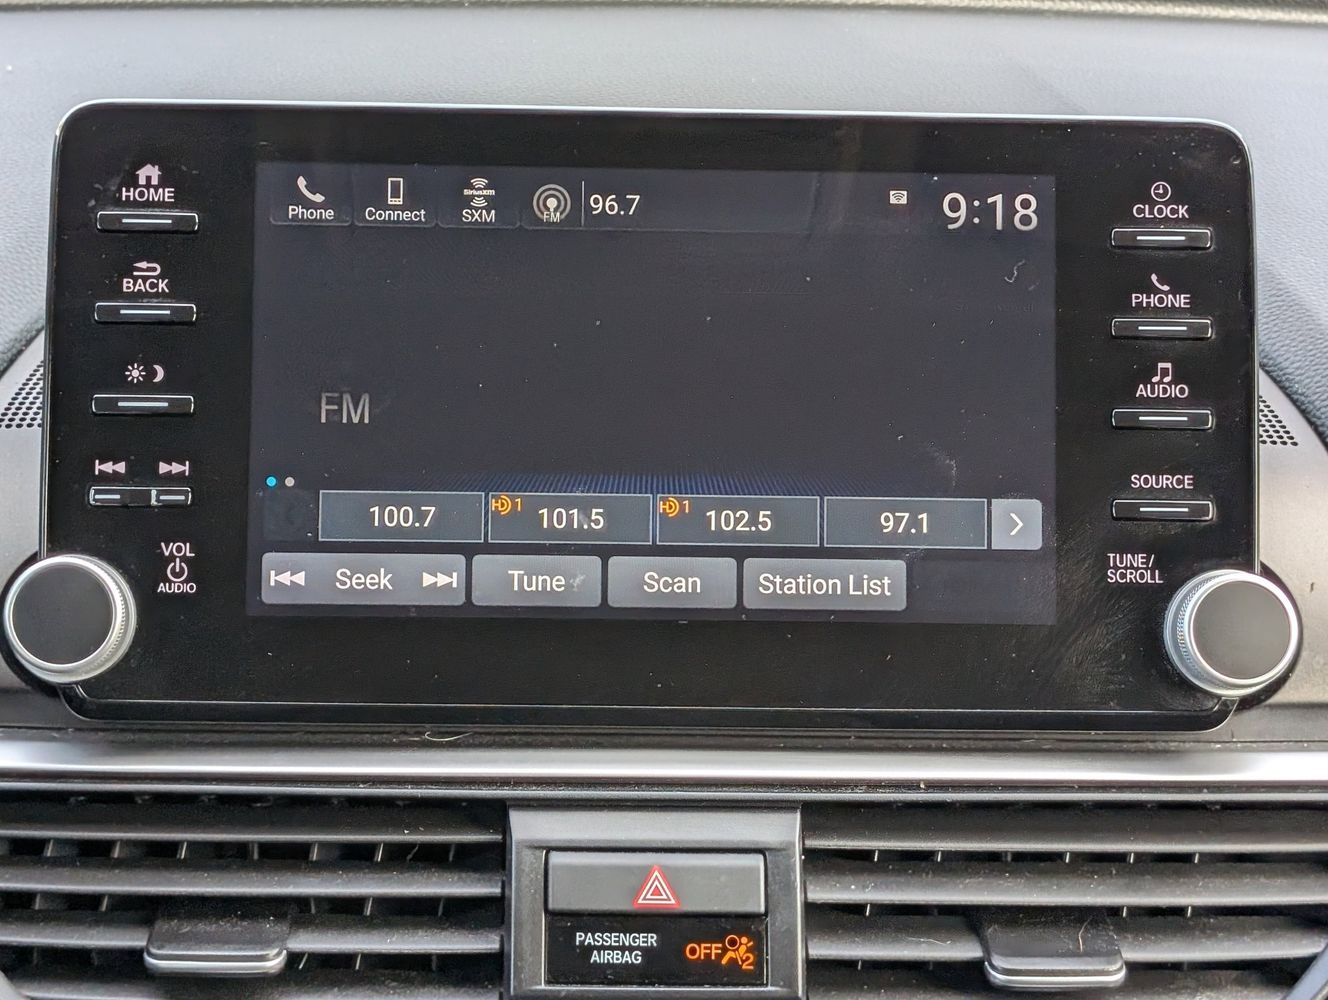 HOME
BACK
VOL
AUDIO
Phone
Connect
SiriusXM
SXM
FM
96.7
9:18
FM
100.7
HD 1 101.5
HD 1 102.5
97.1
Seek
Tune
Scan
Station List
CLOCK
PHONE
AUDIO
SOURCE
TUNE/
SCROLL
PASSENGER
AIRBAG
OFF
2